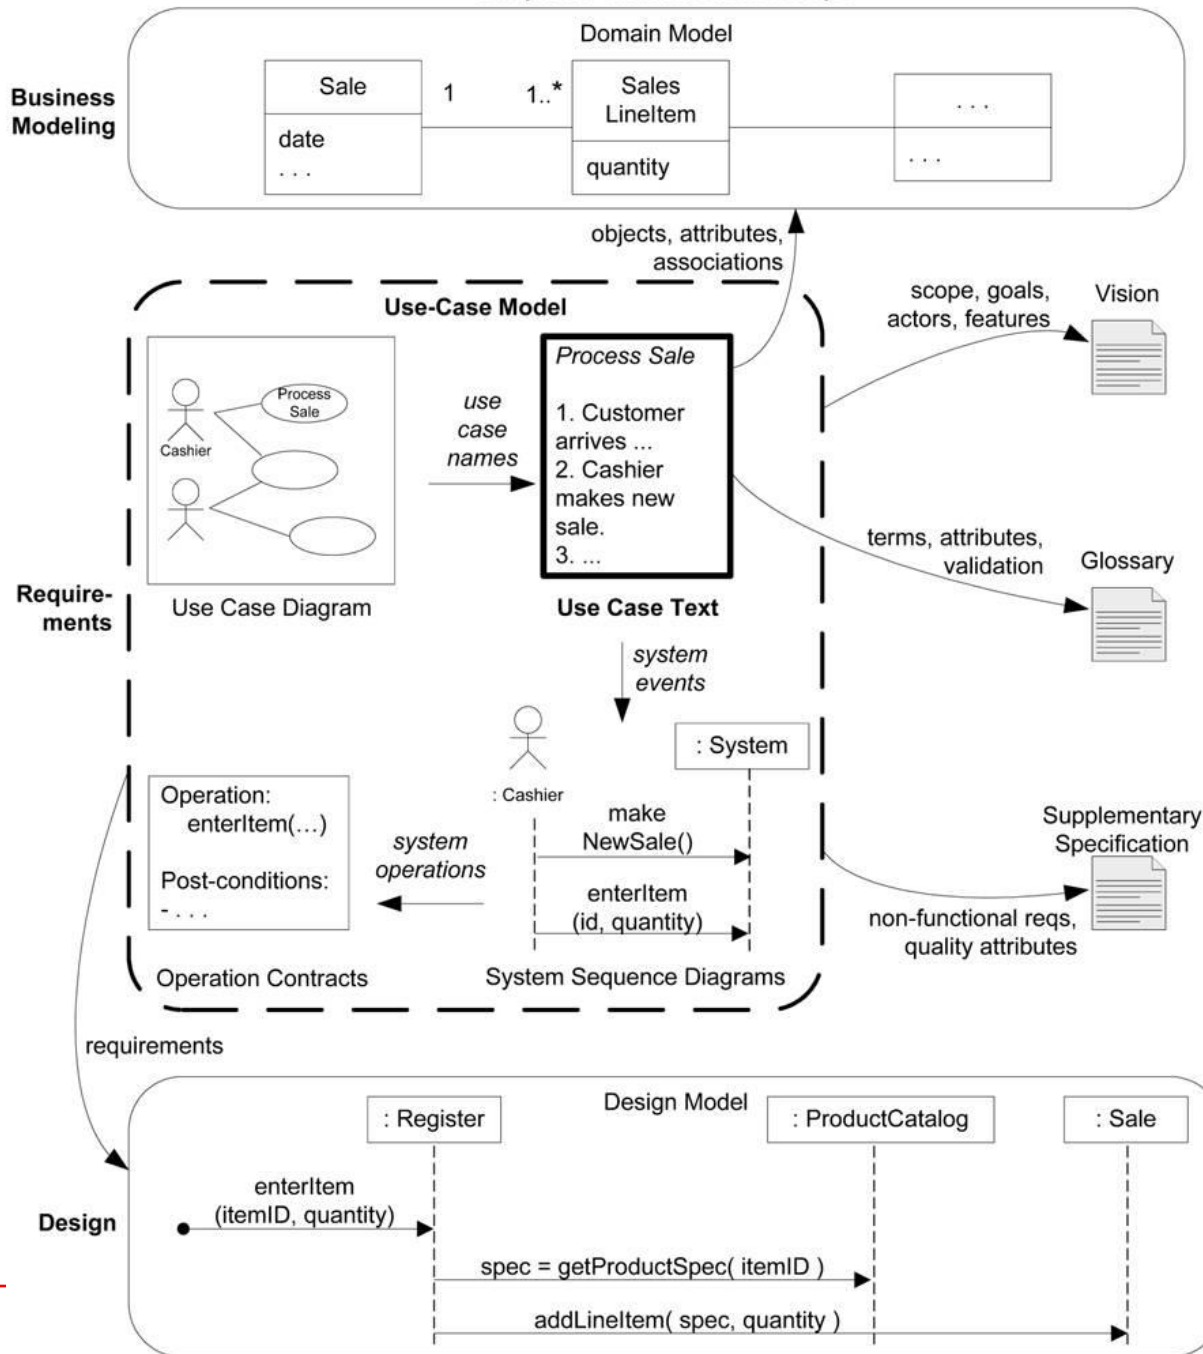 Domain Model
Business
Modeling
Sale
1
1..*
Sales
LineItem
. . .
date
. . .
quantity
. . .
objects, attributes,
associations
Use-Case Model
scope, goals,
actors, features
Vision
Process
Sale
Cashier
use
case
names
Process Sale
1. Customer
arrives ...
2. Cashier
makes new
sale.
3. ...
terms, attributes,
validation
Glossary
Require-
ments
Use Case Diagram
Use Case Text
system
events
: System
: Cashier
Operation:
enterItem(…)
Post-conditions:
- . . .
system
operations
make
NewSale()
enterItem
(id, quantity)
Supplementary
Specification
non-functional reqs,
quality attributes
Operation Contracts
System Sequence Diagrams
requirements
Design Model
: Register
: ProductCatalog
: Sale
Design
enterItem
(itemID, quantity)
spec = getProductSpec( itemID )
addLineItem( spec, quantity )